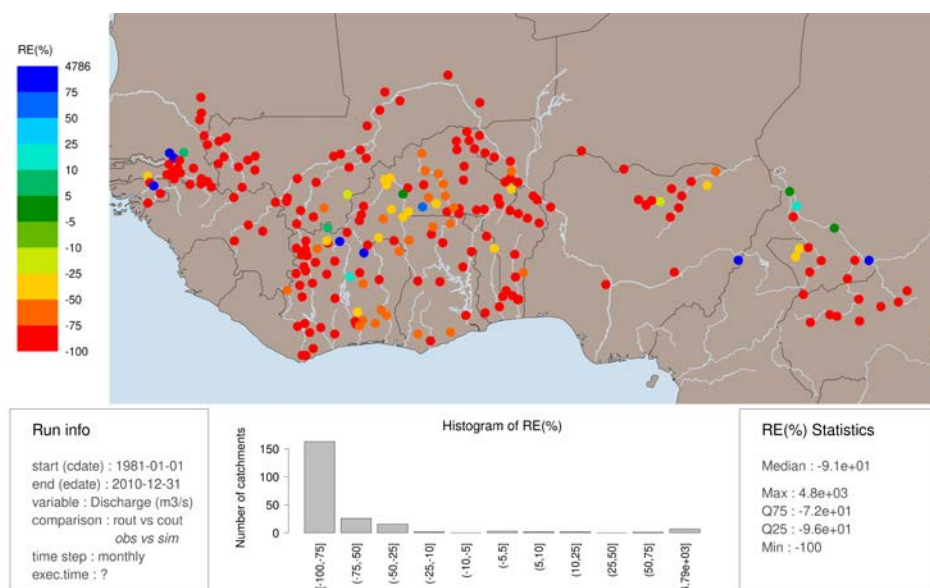 RE(%)
4786
75
50
25
10
5
-5
-10
-25
-50
-75
-100
Run info
start (cdate) : 1981-01-01
end (edate) : 2010-12-31
variable : Discharge (m3/s)
comparison : rout vs cout
obs vs sim
time step : monthly
exec.time : ?
Histogram of RE(%)
Number of catchments
150
100
50
0
(-100,-75]
(-75,-50]
(-50,-25]
(-25,-10]
(-10,-5]
(-5,5]
(5,10]
(10,25]
(25,50]
(50,75]
.79e+03]
RE(%) Statistics
Median : -9.1e+01
Max : 4.8e+03
Q75 : -7.2e+01
Q25 : -9.6e+01
Min : -100